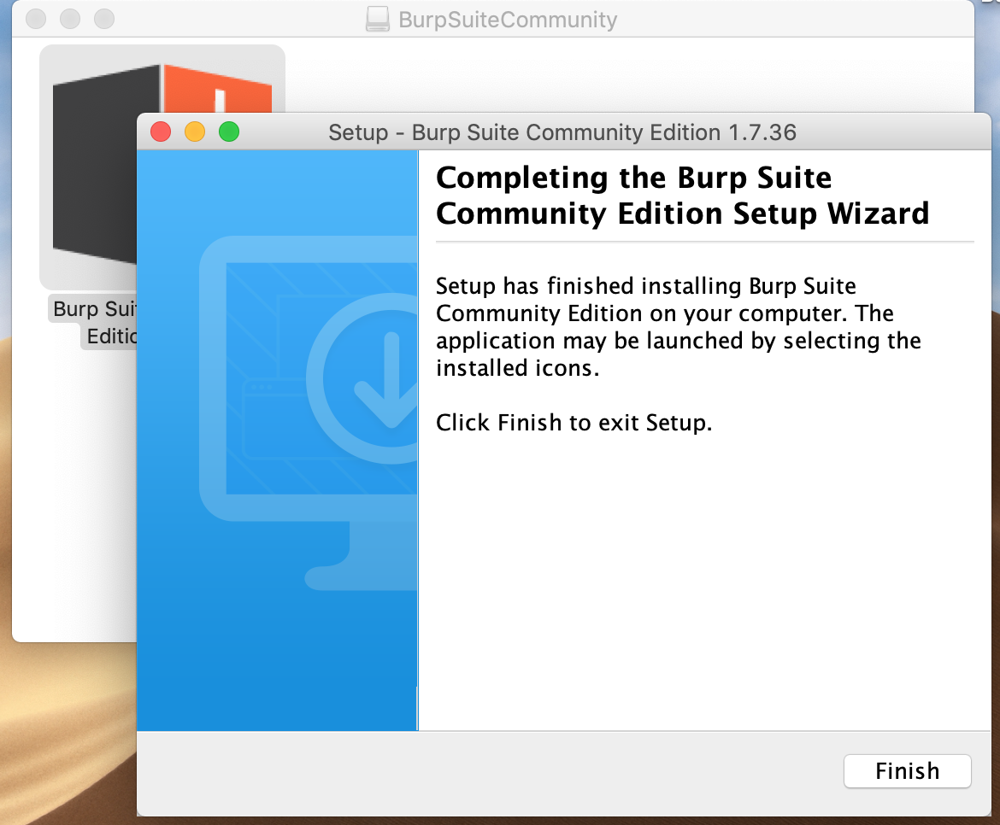 BurpSuiteCommunity
Setup - Burp Suite Community Edition 1.7.36
Burp
Completing the Burp Suite
Community Edition Setup Wizard
Setup has finished installing Burp Suite
Community Edition on your computer. The
application may be launched by selecting the
installed icons.
Click Finish to exit Setup.
Finish